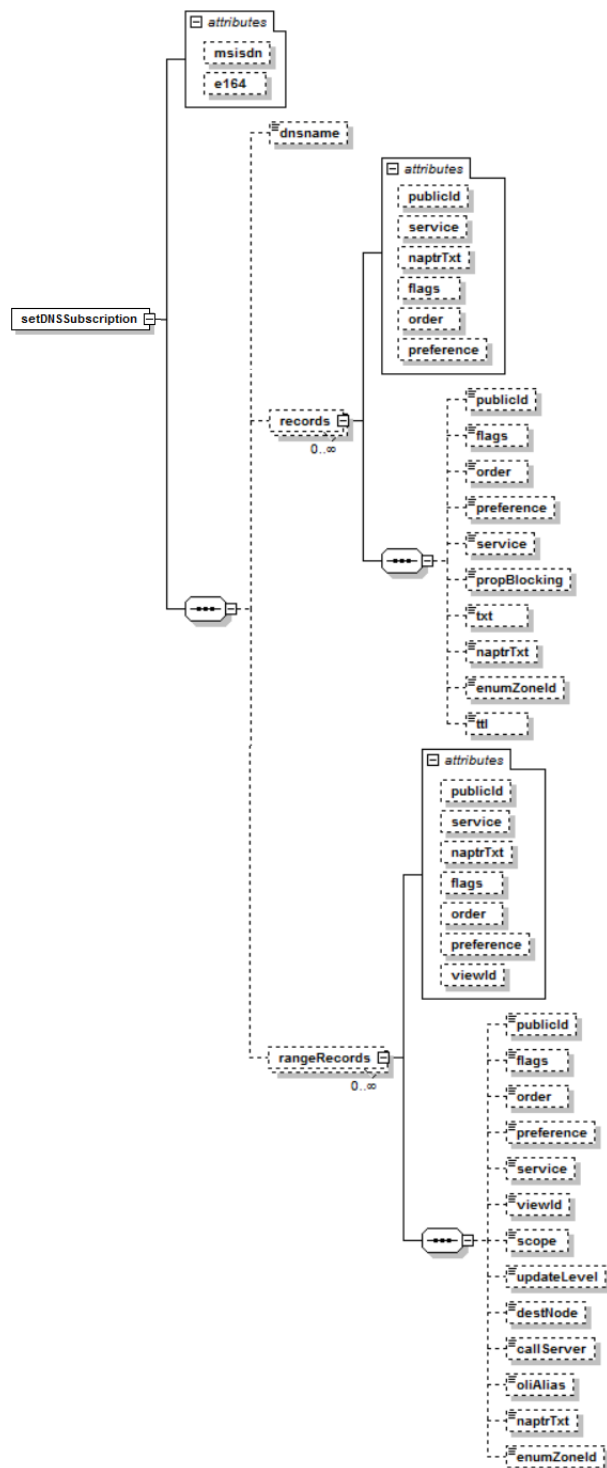 attributes
msisdn
e164
dnsname
attributes
publicId
service
naptrTxt
flags
order
preference
setDNSSubscription
records
0..∞
publicId
flags
order
preference
service
propBlocking
txt
naptrTxt
enumZoneId
ttl
attributes
publicId
service
naptrTxt
flags
order
preference
viewId
rangeRecords
0..∞
publicId
flags
order
preference
service
viewId
scope
updateLevel
destNode
callServer
oliAlias
naptrTxt
enumZoneId